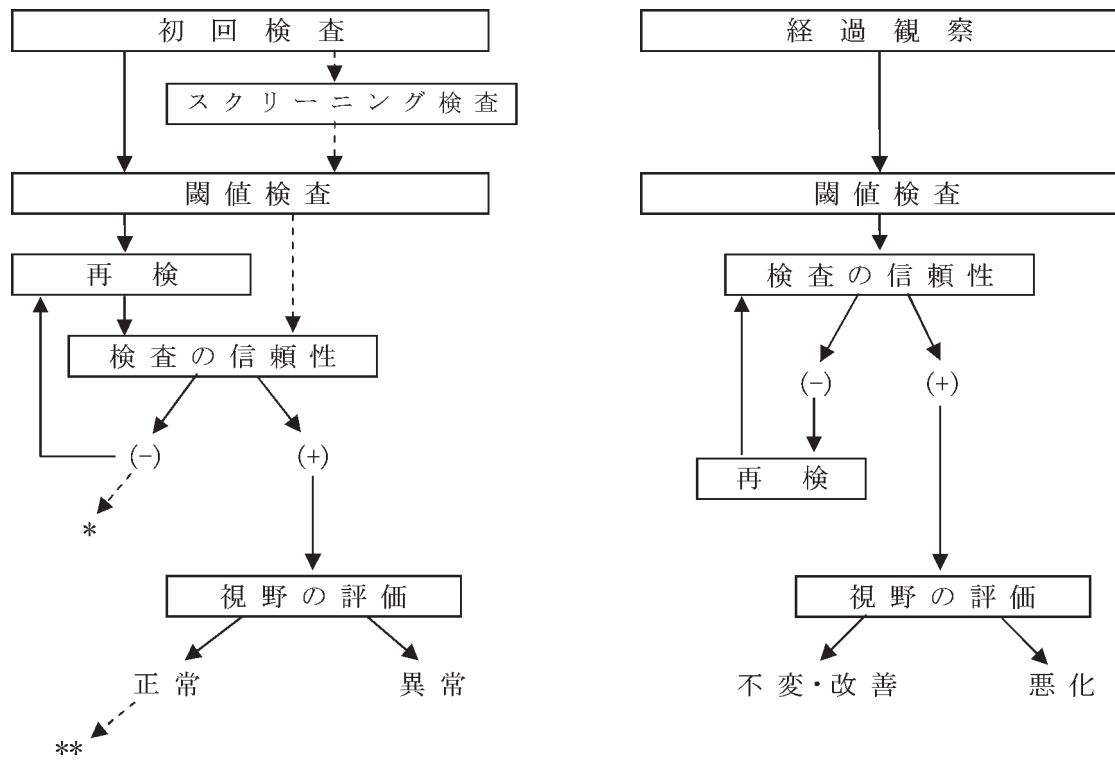 初回検査
スクリーニング検査
閾値検査
再検
検査の信頼性
(−)
(+)
*
視野の評価
正常
異常
**
経過観察
閾値検査
検査の信頼性
(−)
(+)
再検
視野の評価
不変・改善
悪化